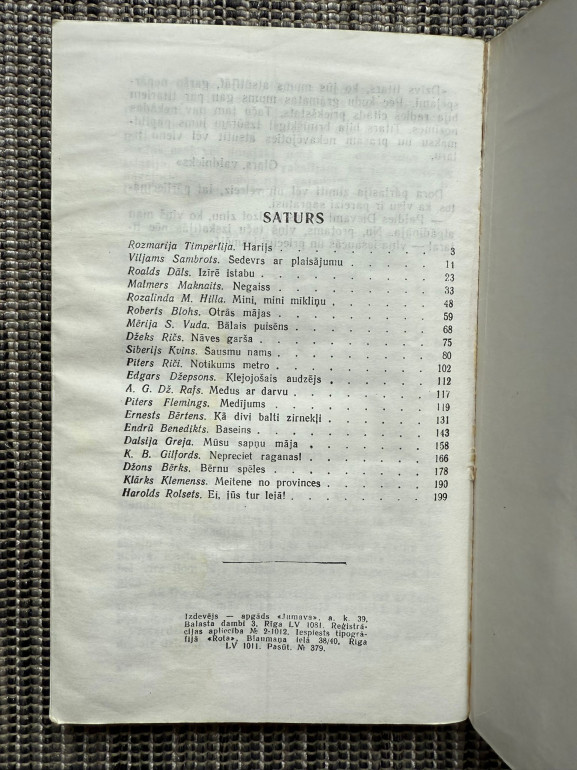 SATURS
Rozmarija Timperlija. Harijs . . . . . . . . . . 3
Viljams Sambrots. Šedevrs ar plaisājumu . . . . . . 11
Roalds Dāls. Izīrē istabu . . . . . . . . . . 23
Malmers Maknaits. Negaiss . . . . . . . . . . 33
Rozalinda M. Hilla. Mini, mini mikliņu . . . . . . . 48
Roberts Blohs. Otrās mājas . . . . . . . . . 59
Mērija S. Vuda. Bālais puisēns . . . . . . . . . 68
Džeks Ričs. Nāves garša . . . . . . . . . . 75
Siberijs Kvins. Šausmu nams . . . . . . . . . 80
Piters Riči. Notikums metro . . . . . . . . . 102
Edgars Džepsons. Klejojošais audzējs . . . . . . . 112
A. G. Dž. Rafs. Medus ar darvu . . . . . . . . 117
Piters Flemings. Medījums . . . . . . . . . . 119
Ernests Bērtens. Kā divi balti zirnekļi . . . . . . . 131
Endrū Benedikts. Baseins . . . . . . . . . . 143
Dalsija Greja. Mūsu sapņu māja . . . . . . . . 158
K. B. Gilfords. Nepreciet raganas! . . . . . . . . 166
Džons Bērks. Bērnu spēles . . . . . . . . . . 178
Klārks Klemenss. Meitene no provinces . . . . . . . 190
Harolds Rolsets. Ei, jūs tur lejā! . . . . . . . . 199
Izdevējs — apgāds «Jumava», a. k. 39,
Balasta dambī 3, Rīgā LV 1081. Reģistrā-
cijas apliecība № 2-1012. Iespiests tipogrā-
fijā «Rota», Blaumaņa ielā 38/40, Rīgā
LV 1011. Pasūt. № 379.